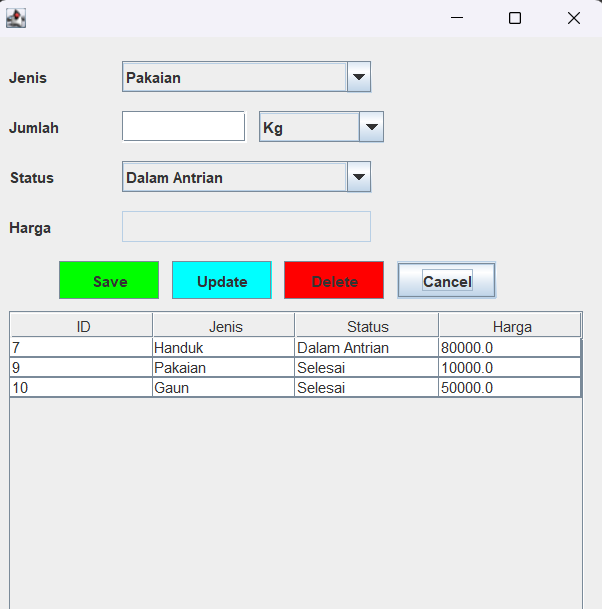 Jenis Pakaian
Jumlah Kg
Status Dalam Antrian
Harga
Save Update Delete Cancel
ID Jenis Status Harga
7 Handuk Dalam Antrian 80000.0
9 Pakaian Selesai 10000.0
10 Gaun Selesai 50000.0